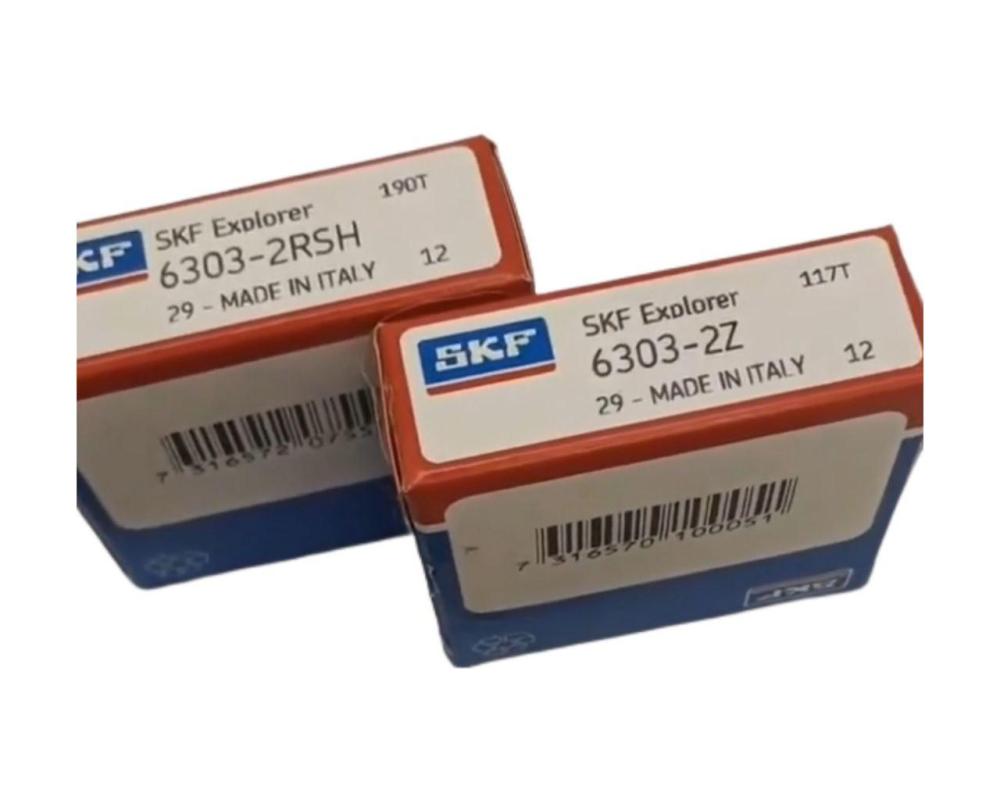 SKF
SKF Explorer
190T
6303-2RSH
29 - MADE IN ITALY
12
SKF
SKF Explorer
117T
6303-2Z
29 - MADE IN ITALY
12
7 316570 100051
SKF